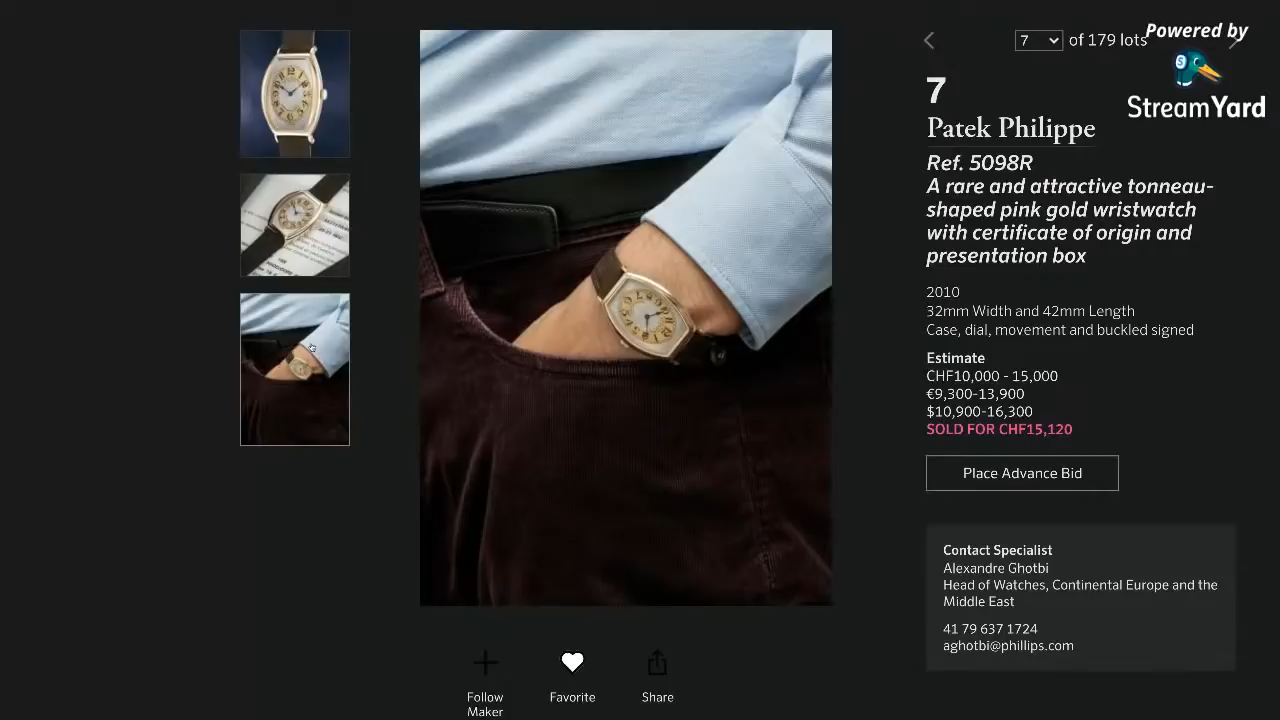 7 of 179 lots
Powered by
StreamYard
7
Patek Philippe
Ref. 5098R
A rare and attractive tonneau-
shaped pink gold wristwatch
with certificate of origin and
presentation box
2010
32mm Width and 42mm Length
Case, dial, movement and buckled signed
Estimate
CHF10,000 - 15,000
€9,300-13,900
$10,900-16,300
SOLD FOR CHF15,120
Place Advance Bid
Contact Specialist
Alexandre Ghotbi
Head of Watches, Continental Europe and the
Middle East
41 79 637 1724
aghotbi@phillips.com
Follow
Maker
Favorite
Share